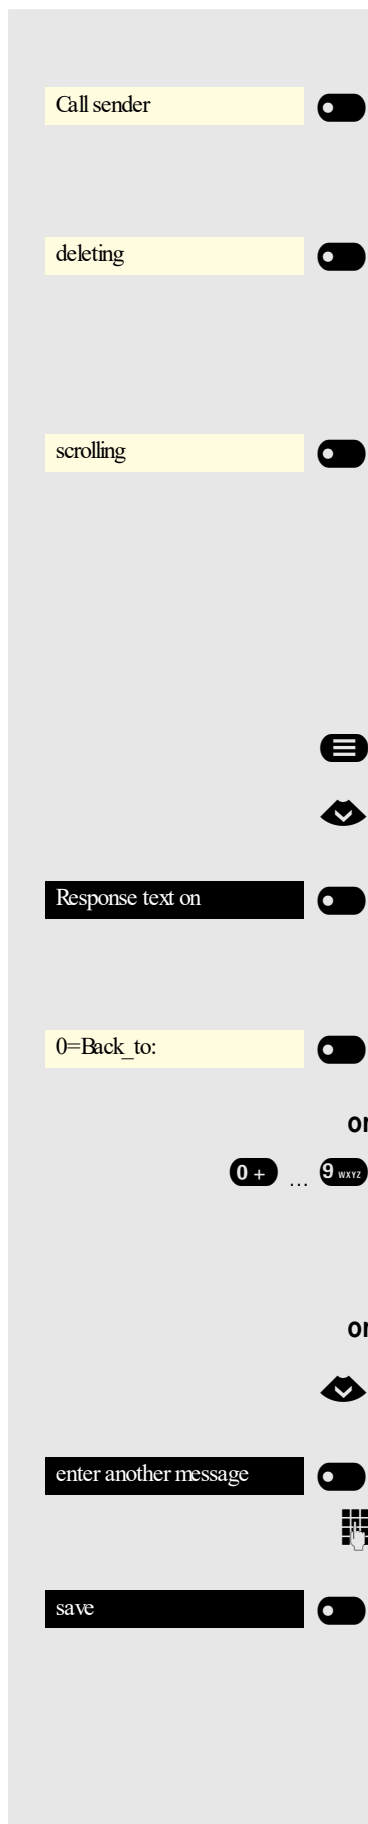 Call sender
deleting
scrolling
Response text on
0=Back_to:
or
0 + ... 9 WXYZ
or
enter another message
save